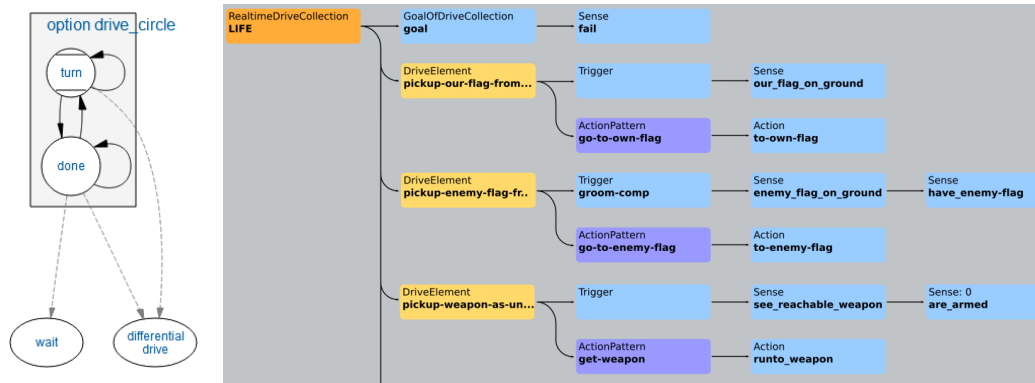 option drive_circle
turn
done
wait
differential
drive
RealtimeDriveCollection
LIFE
GoalOfDriveCollection
goal
Sense
fail
DriveElement
pickup-our-flag-from...
Trigger
Sense
our_flag_on_ground
ActionPattern
go-to-own-flag
Action
to-own-flag
DriveElement
pickup-enemy-flag-fr..
Trigger
groom-comp
Sense
enemy_flag_on_ground
Sense
have_enemy-flag
ActionPattern
go-to-enemy-flag
Action
to-enemy-flag
DriveElement
pickup-weapon-as-un...
Trigger
Sense
see_reachable_weapon
Sense: 0
are_armed
ActionPattern
get-weapon
Action
runto_weapon